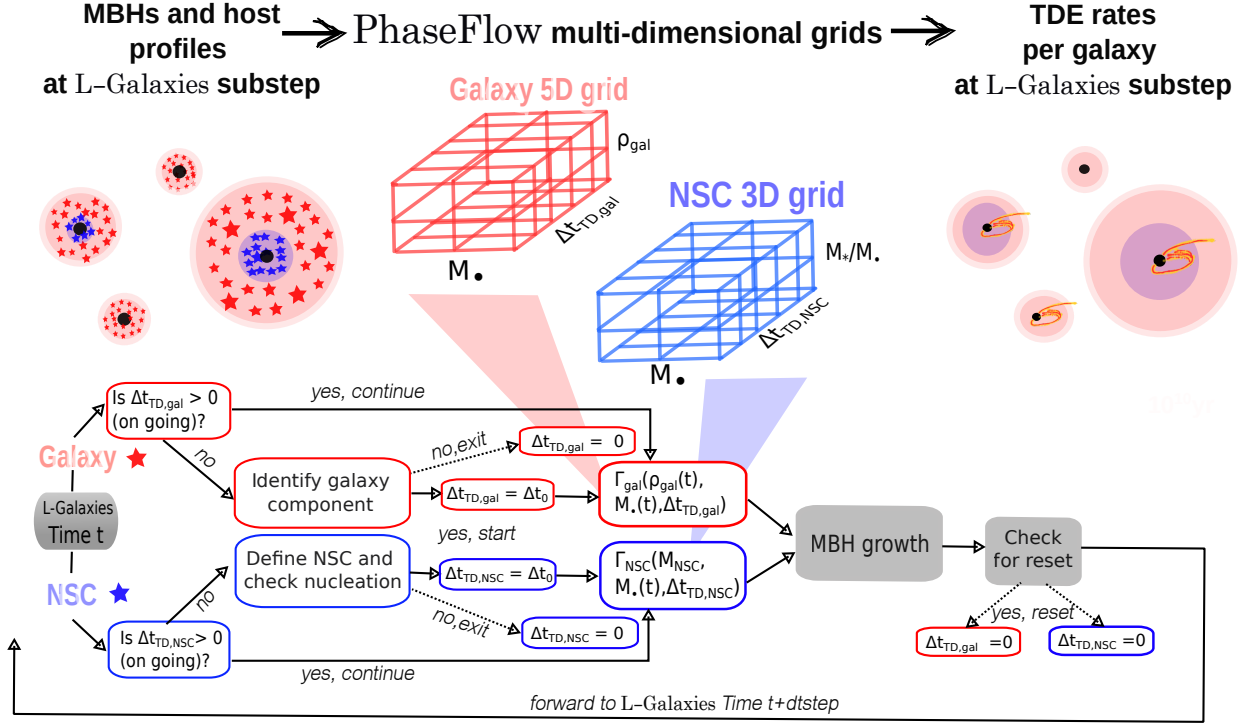 MBHs and host
profiles
at L-Galaxies substep
PhaseFlow multi-dimensional grids
TDE rates
per galaxy
at L-Galaxies substep
Galaxy 5D grid
ρgal
ΔtTD,gal
M•
NSC 3D grid
M*/M•
ΔtTD,NSC
M•
Is ΔtTD,gal > 0
(on going)?
yes, continue
no
Galaxy
L-Galaxies
Time t
NSC
Identify galaxy
component
no,exit
ΔtTD,gal = 0
ΔtTD,gal = Δt0
yes, start
Γgal(ρgal(t),
M•(t),ΔtTD,gal)
Define NSC and
check nucleation
no
ΔtTD,NSC = Δt0
no,exit
ΔtTD,NSC = 0
ΓNSC(MNSC,
M•(t),ΔtTD,NSC)
Is ΔtTD,NSC> 0
(on going)?
yes, continue
MBH growth
Check
for reset
yes, reset
ΔtTD,gal =0
ΔtTD,NSC=0
forward to L-Galaxies Time t+dtstep